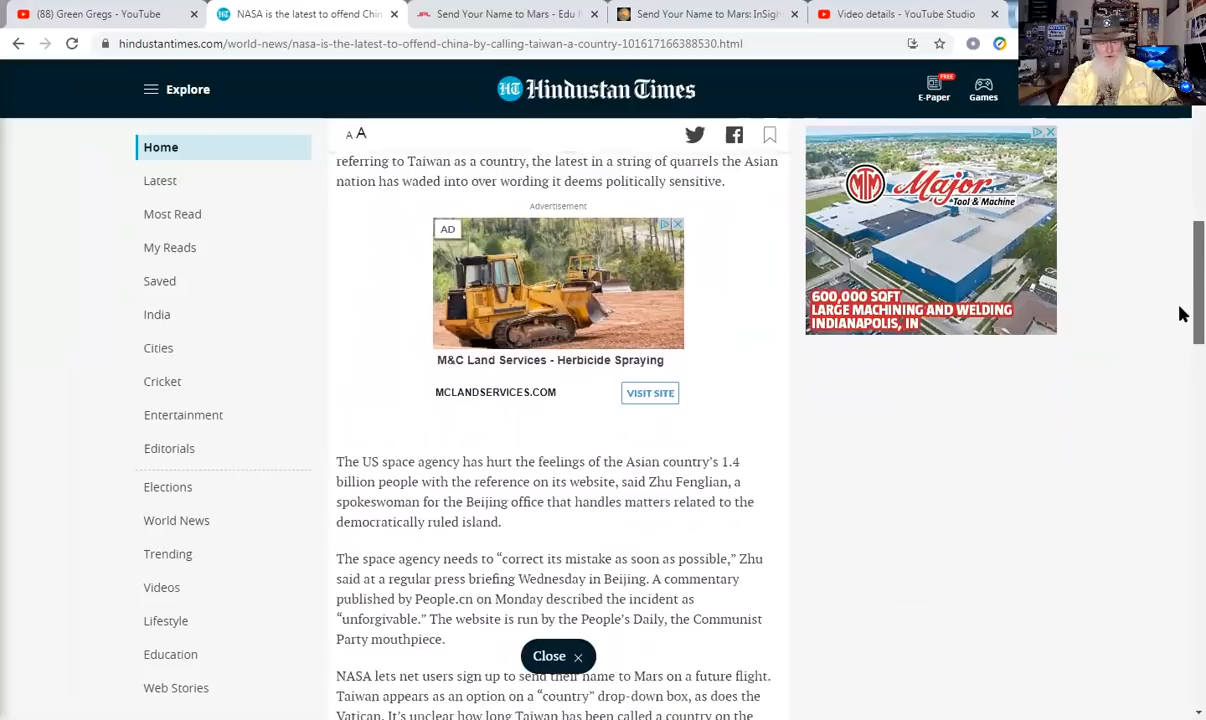 (88) Green Gregs - YouTube
NASA is the latest to offend Chin
Send Your Name to Mars - Edu
Send Your Name to Mars: InSigh
Video details - YouTube Studio
hindustantimes.com/world-news/nasa-is-the-latest-to-offend-china-by-calling-taiwan-a-country-101617166388530.html
Explore
HT Hindustan Times
FREE
E-Paper
Games
Home
Latest
Most Read
My Reads
Saved
India
Cities
Cricket
Entertainment
Editorials
Elections
World News
Trending
Videos
Lifestyle
Education
Web Stories
A A
referring to Taiwan as a country, the latest in a string of quarrels the Asian
nation has waded into over wording it deems politically sensitive.
Advertisement
AD
M&C Land Services - Herbicide Spraying
MCLANDSERVICES.COM
VISIT SITE
The US space agency has hurt the feelings of the Asian country's 1.4
billion people with the reference on its website, said Zhu Fenglian, a
spokeswoman for the Beijing office that handles matters related to the
democratically ruled island.
The space agency needs to “correct its mistake as soon as possible,” Zhu
said at a regular press briefing Wednesday in Beijing. A commentary
published by People.cn on Monday described the incident as
“unforgivable.” The website is run by the People's Daily, the Communist
Party mouthpiece.
Close
NASA lets net users sign up to send their name to Mars on a future flight.
Taiwan appears as an option on a “country” drop-down box, as does the
Vatican. It's unclear how long Taiwan has been called a country on the
MTM Major
Tool & Machine
600,000 SQFT
LARGE MACHINING AND WELDING
INDIANAPOLIS, IN